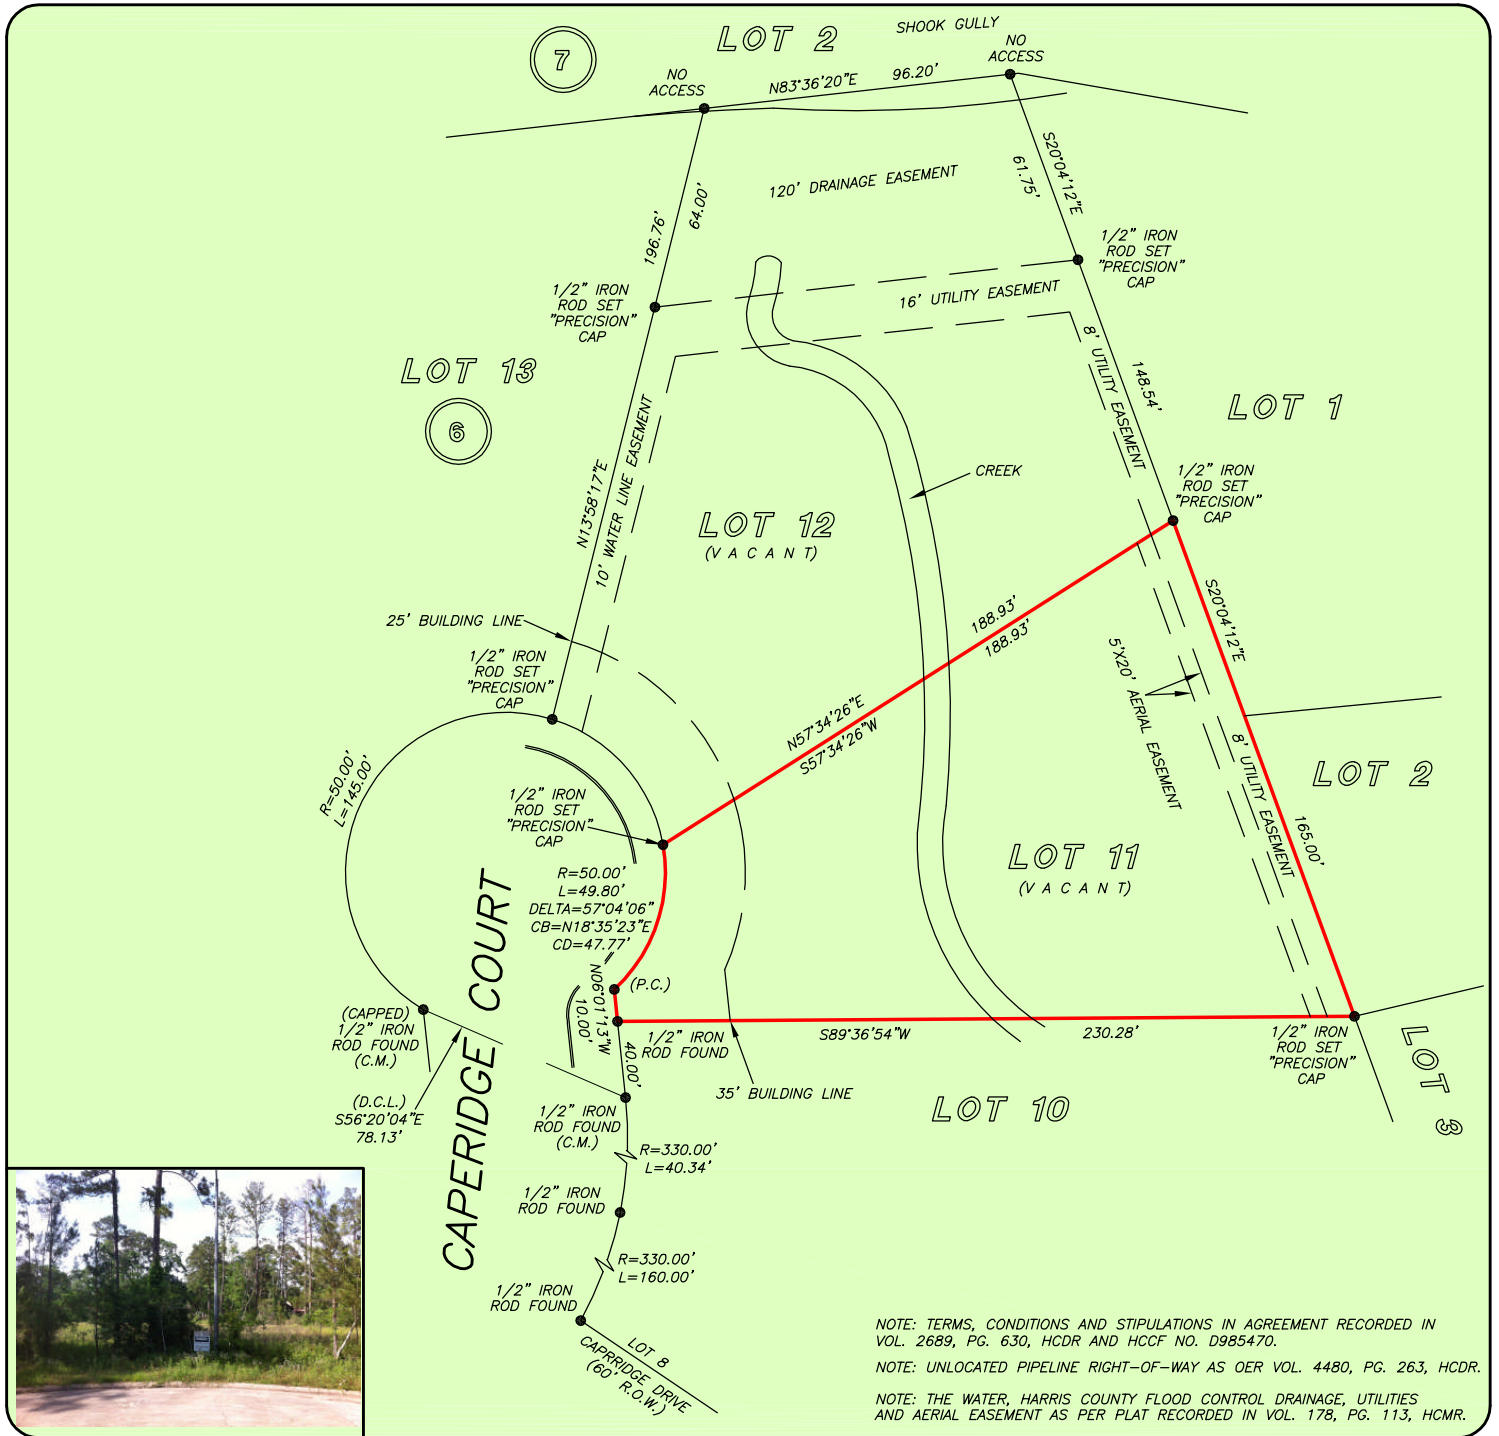 7
LOT 2
SHOOK GULLY
NO
ACCESS
NO
ACCESS
N83°36'20"E
96.20'
S20°04'12"E
61.75'
120' DRAINAGE EASEMENT
196.76'
64.00'
1/2" IRON
ROD SET
"PRECISION"
CAP
1/2" IRON
ROD SET
"PRECISION"
CAP
16' UTILITY EASEMENT
8' UTILITY EASEMENT
148.54'
LOT 13
6
LOT 1
N13°58'17"E
10' WATER LINE EASEMENT
CREEK
1/2" IRON
ROD SET
"PRECISION"
CAP
LOT 12
(V A C A N T)
25' BUILDING LINE
1/2" IRON
ROD SET
"PRECISION"
CAP
188.93'
188.93'
N57°34'26"E
S57°34'26"W
S20°04'12"E
5'X20' AERIAL EASEMENT
8' UTILITY EASEMENT
165.00'
LOT 2
R=50.00'
L=145.00'
1/2" IRON
ROD SET
"PRECISION"
CAP
LOT 11
(V A C A N T)
R=50.00'
L=49.80'
DELTA=57°04'06"
CB=N18°35'23"E
CD=47.77'
CAPERIDGE COURT
(P.C.)
N06°01'13"W
10.00'
(CAPPED)
1/2" IRON
ROD FOUND
(C.M.)
40.00'
1/2" IRON
ROD FOUND
S89°36'54"W
230.28'
1/2" IRON
ROD SET
"PRECISION"
CAP
LOT 3
(D.C.L.)
S56°20'04"E
78.13'
35' BUILDING LINE
LOT 10
1/2" IRON
ROD FOUND
(C.M.)
R=330.00'
L=40.34'
1/2" IRON
ROD FOUND
R=330.00'
L=160.00'
1/2" IRON
ROD FOUND
LOT 8
CAPRRIDGE DRIVE
(60' R.O.W.)
NOTE: TERMS, CONDITIONS AND STIPULATIONS IN AGREEMENT RECORDED IN
VOL. 2689, PG. 630, HCDR AND HCCF NO. D985470.
NOTE: UNLOCATED PIPELINE RIGHT-OF-WAY AS OER VOL. 4480, PG. 263, HCDR.
NOTE: THE WATER, HARRIS COUNTY FLOOD CONTROL DRAINAGE, UTILITIES
AND AERIAL EASEMENT AS PER PLAT RECORDED IN VOL. 178, PG. 113, HCMR.